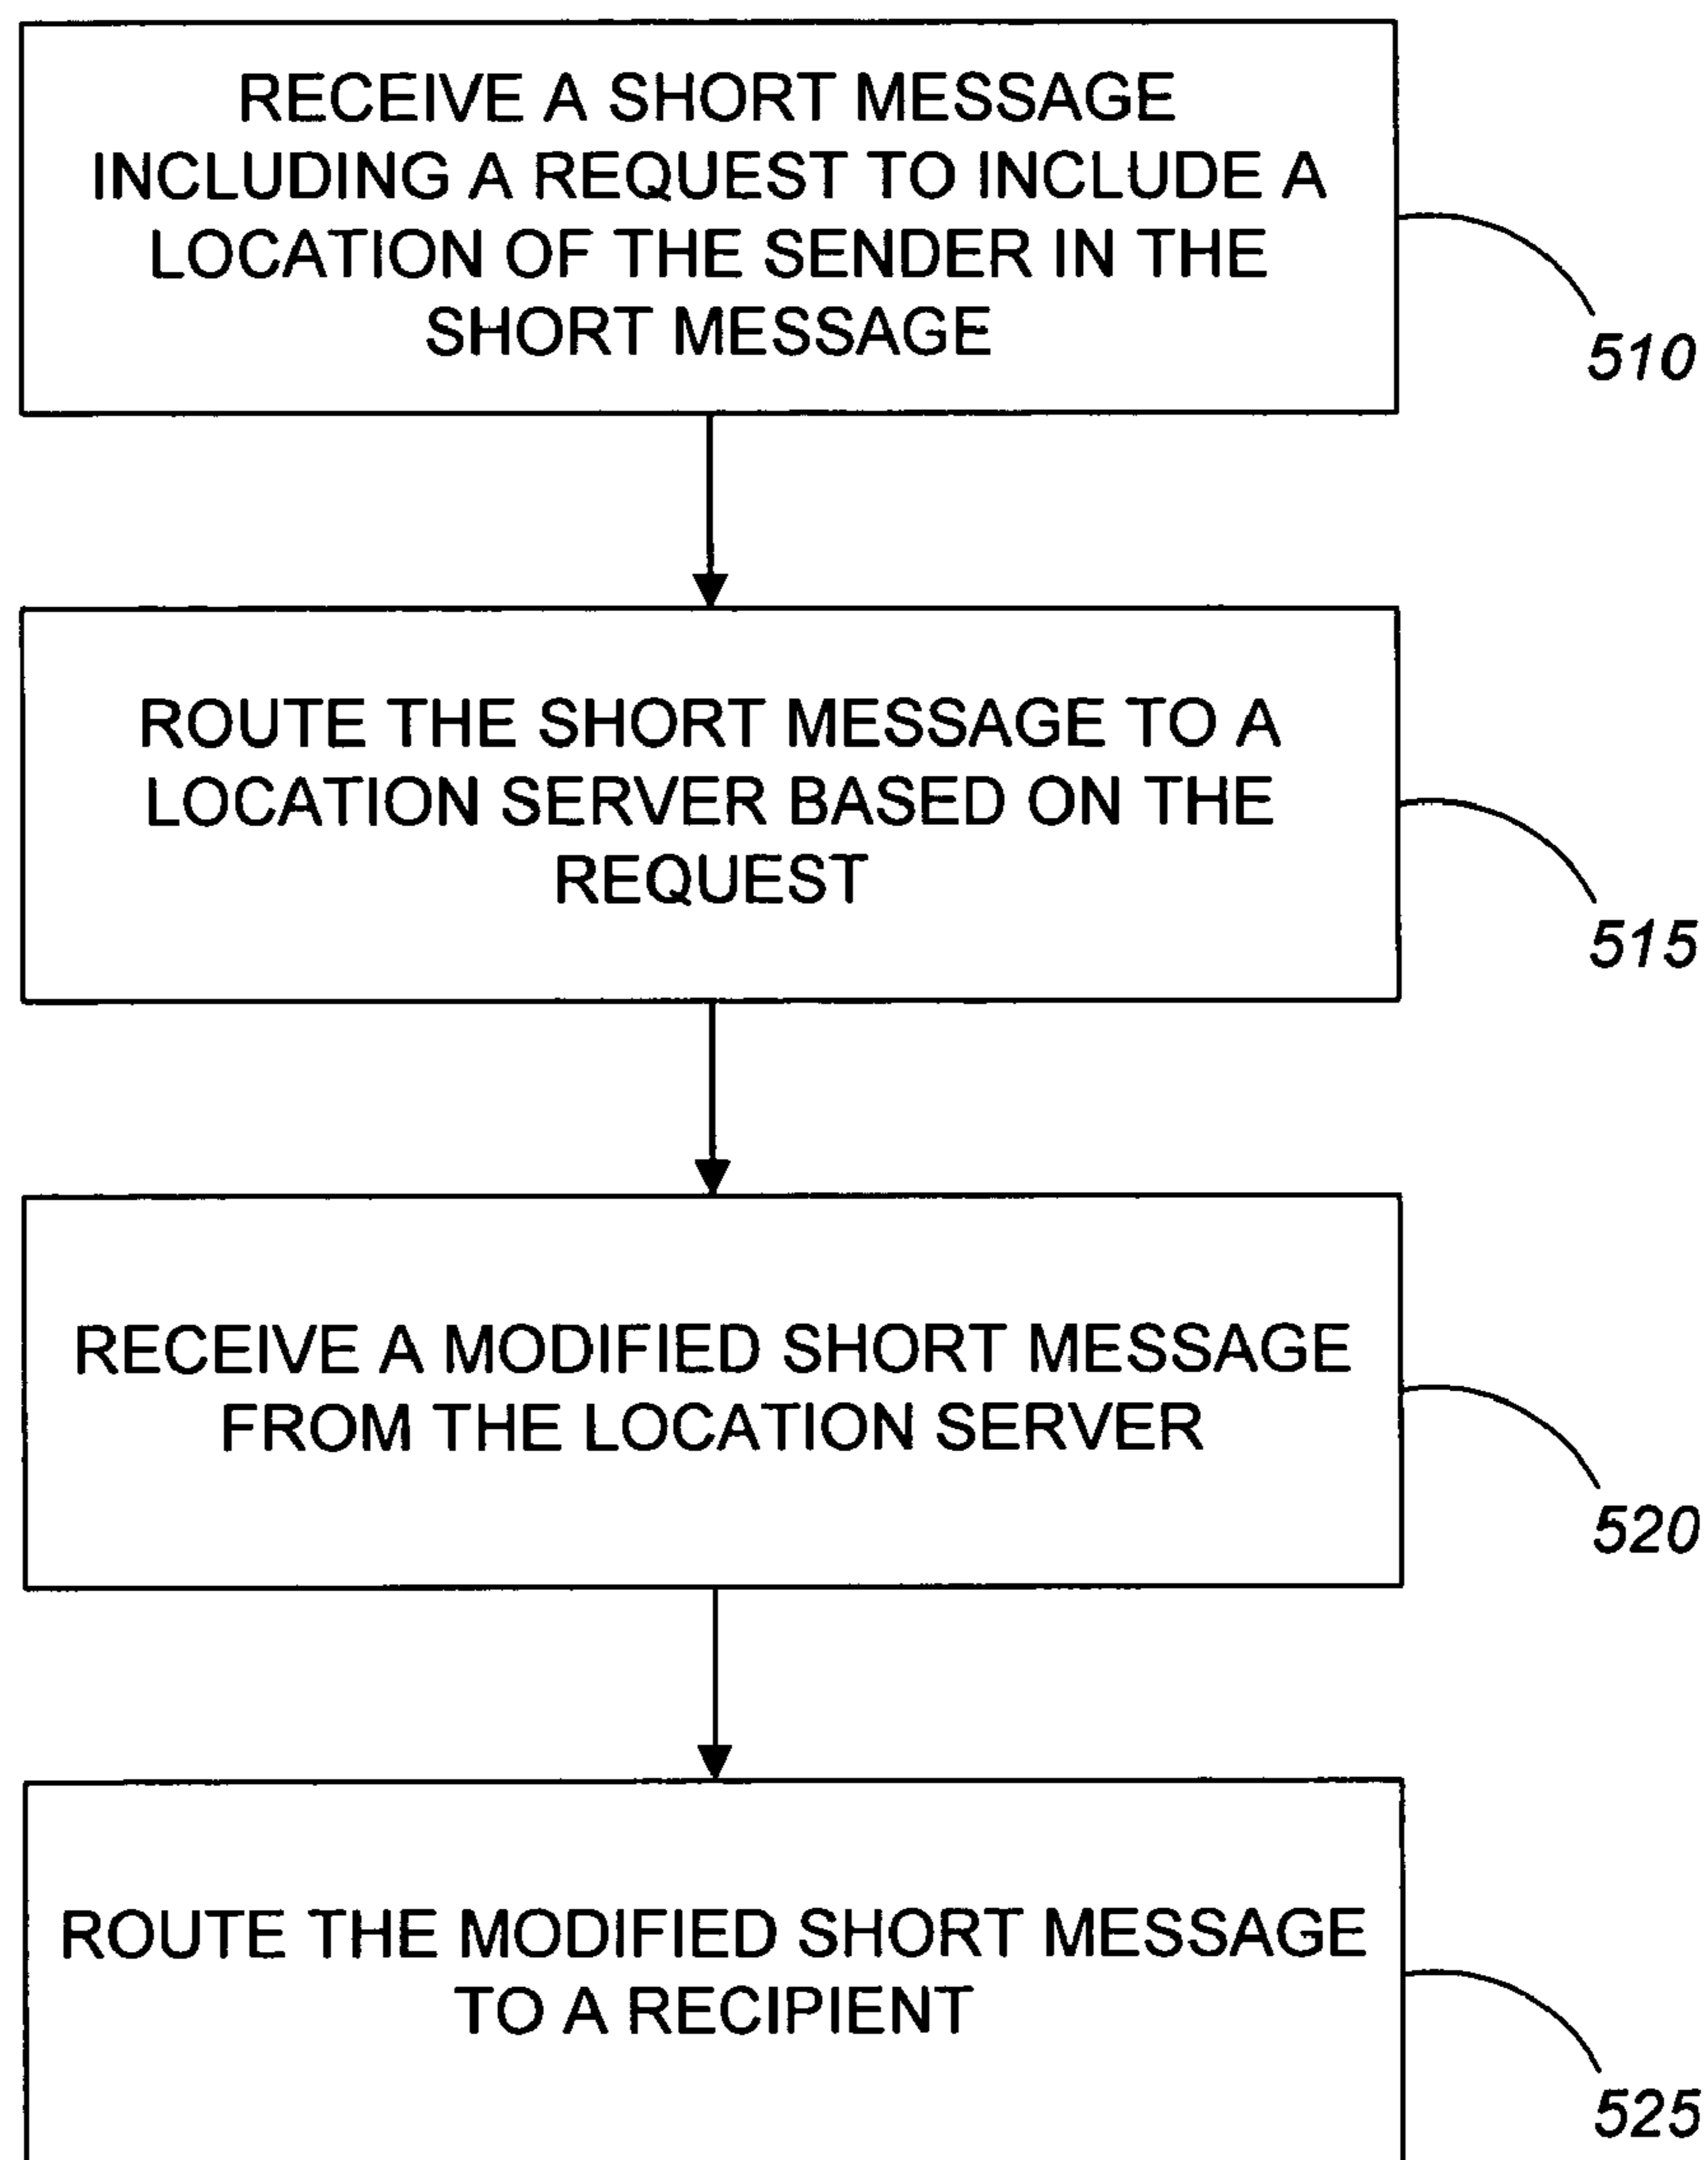 RECEIVE A SHORT MESSAGE
INCLUDING A REQUEST TO INCLUDE A
LOCATION OF THE SENDER IN THE
SHORT MESSAGE
510
ROUTE THE SHORT MESSAGE TO A
LOCATION SERVER BASED ON THE
REQUEST
515
RECEIVE A MODIFIED SHORT MESSAGE
FROM THE LOCATION SERVER
520
ROUTE THE MODIFIED SHORT MESSAGE
TO A RECIPIENT
525